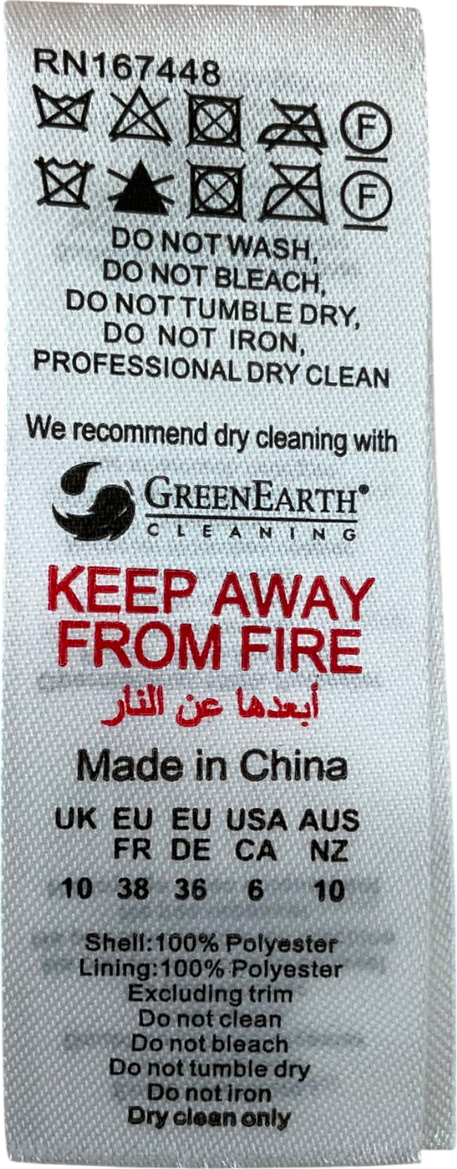 RN167448
F
F
DO NOT WASH,
DO NOT BLEACH,
DO NOT TUMBLE DRY,
DO NOT IRON,
PROFESSIONAL DRY CLEAN
We recommend dry cleaning with
GREENEARTH®
CLEANING
KEEP AWAY
FROM FIRE
أبعدها عن النار
Made in China
UK EU EU USA AUS
FR DE CA NZ
10 38 36 6 10
Shell:100% Polyester
Lining:100% Polyester
Excluding trim
Do not clean
Do not bleach
Do not tumble dry
Do not iron
Dry clean only